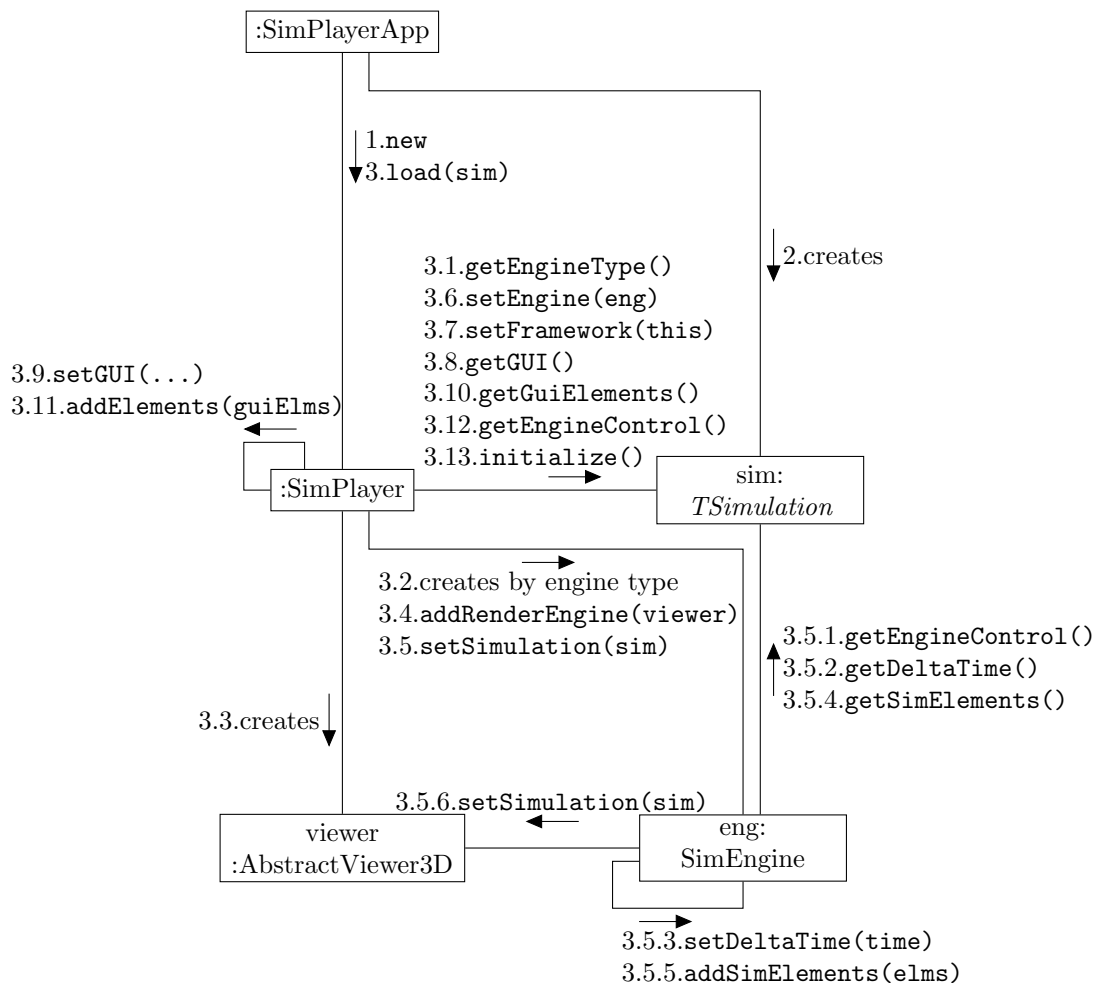 :SimPlayerApp
1.new
3.load(sim)
2.creates
3.1.getEngineType()
3.6.setEngine(eng)
3.7.setFramework(this)
3.8.getGUI()
3.10.getGuiElements()
3.12.getEngineControl()
3.13.initialize()
3.9.setGUI(...)
3.11.addElements(guiElms)
:SimPlayer
sim:
TSimulation
3.2.creates by engine type
3.4.addRenderEngine(viewer)
3.5.setSimulation(sim)
3.5.1.getEngineControl()
3.5.2.getDeltaTime()
3.5.4.getSimElements()
3.3.creates
3.5.6.setSimulation(sim)
viewer
:AbstractViewer3D
eng:
SimEngine
3.5.3.setDeltaTime(time)
3.5.5.addSimElements(elms)